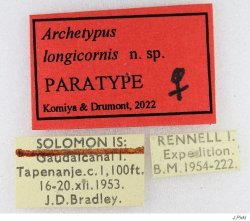 Archetypus
longicornis n. sp.
PARATYPE ♀
Komiya & Drumont, 2022
SOLOMON IS:
Guadalcanal I.
Tapenanje.c.1,100ft.
16-20.xii.1953.
J.D.Bradley.
RENNELL I.
Expedition.
B.M.1954-222.